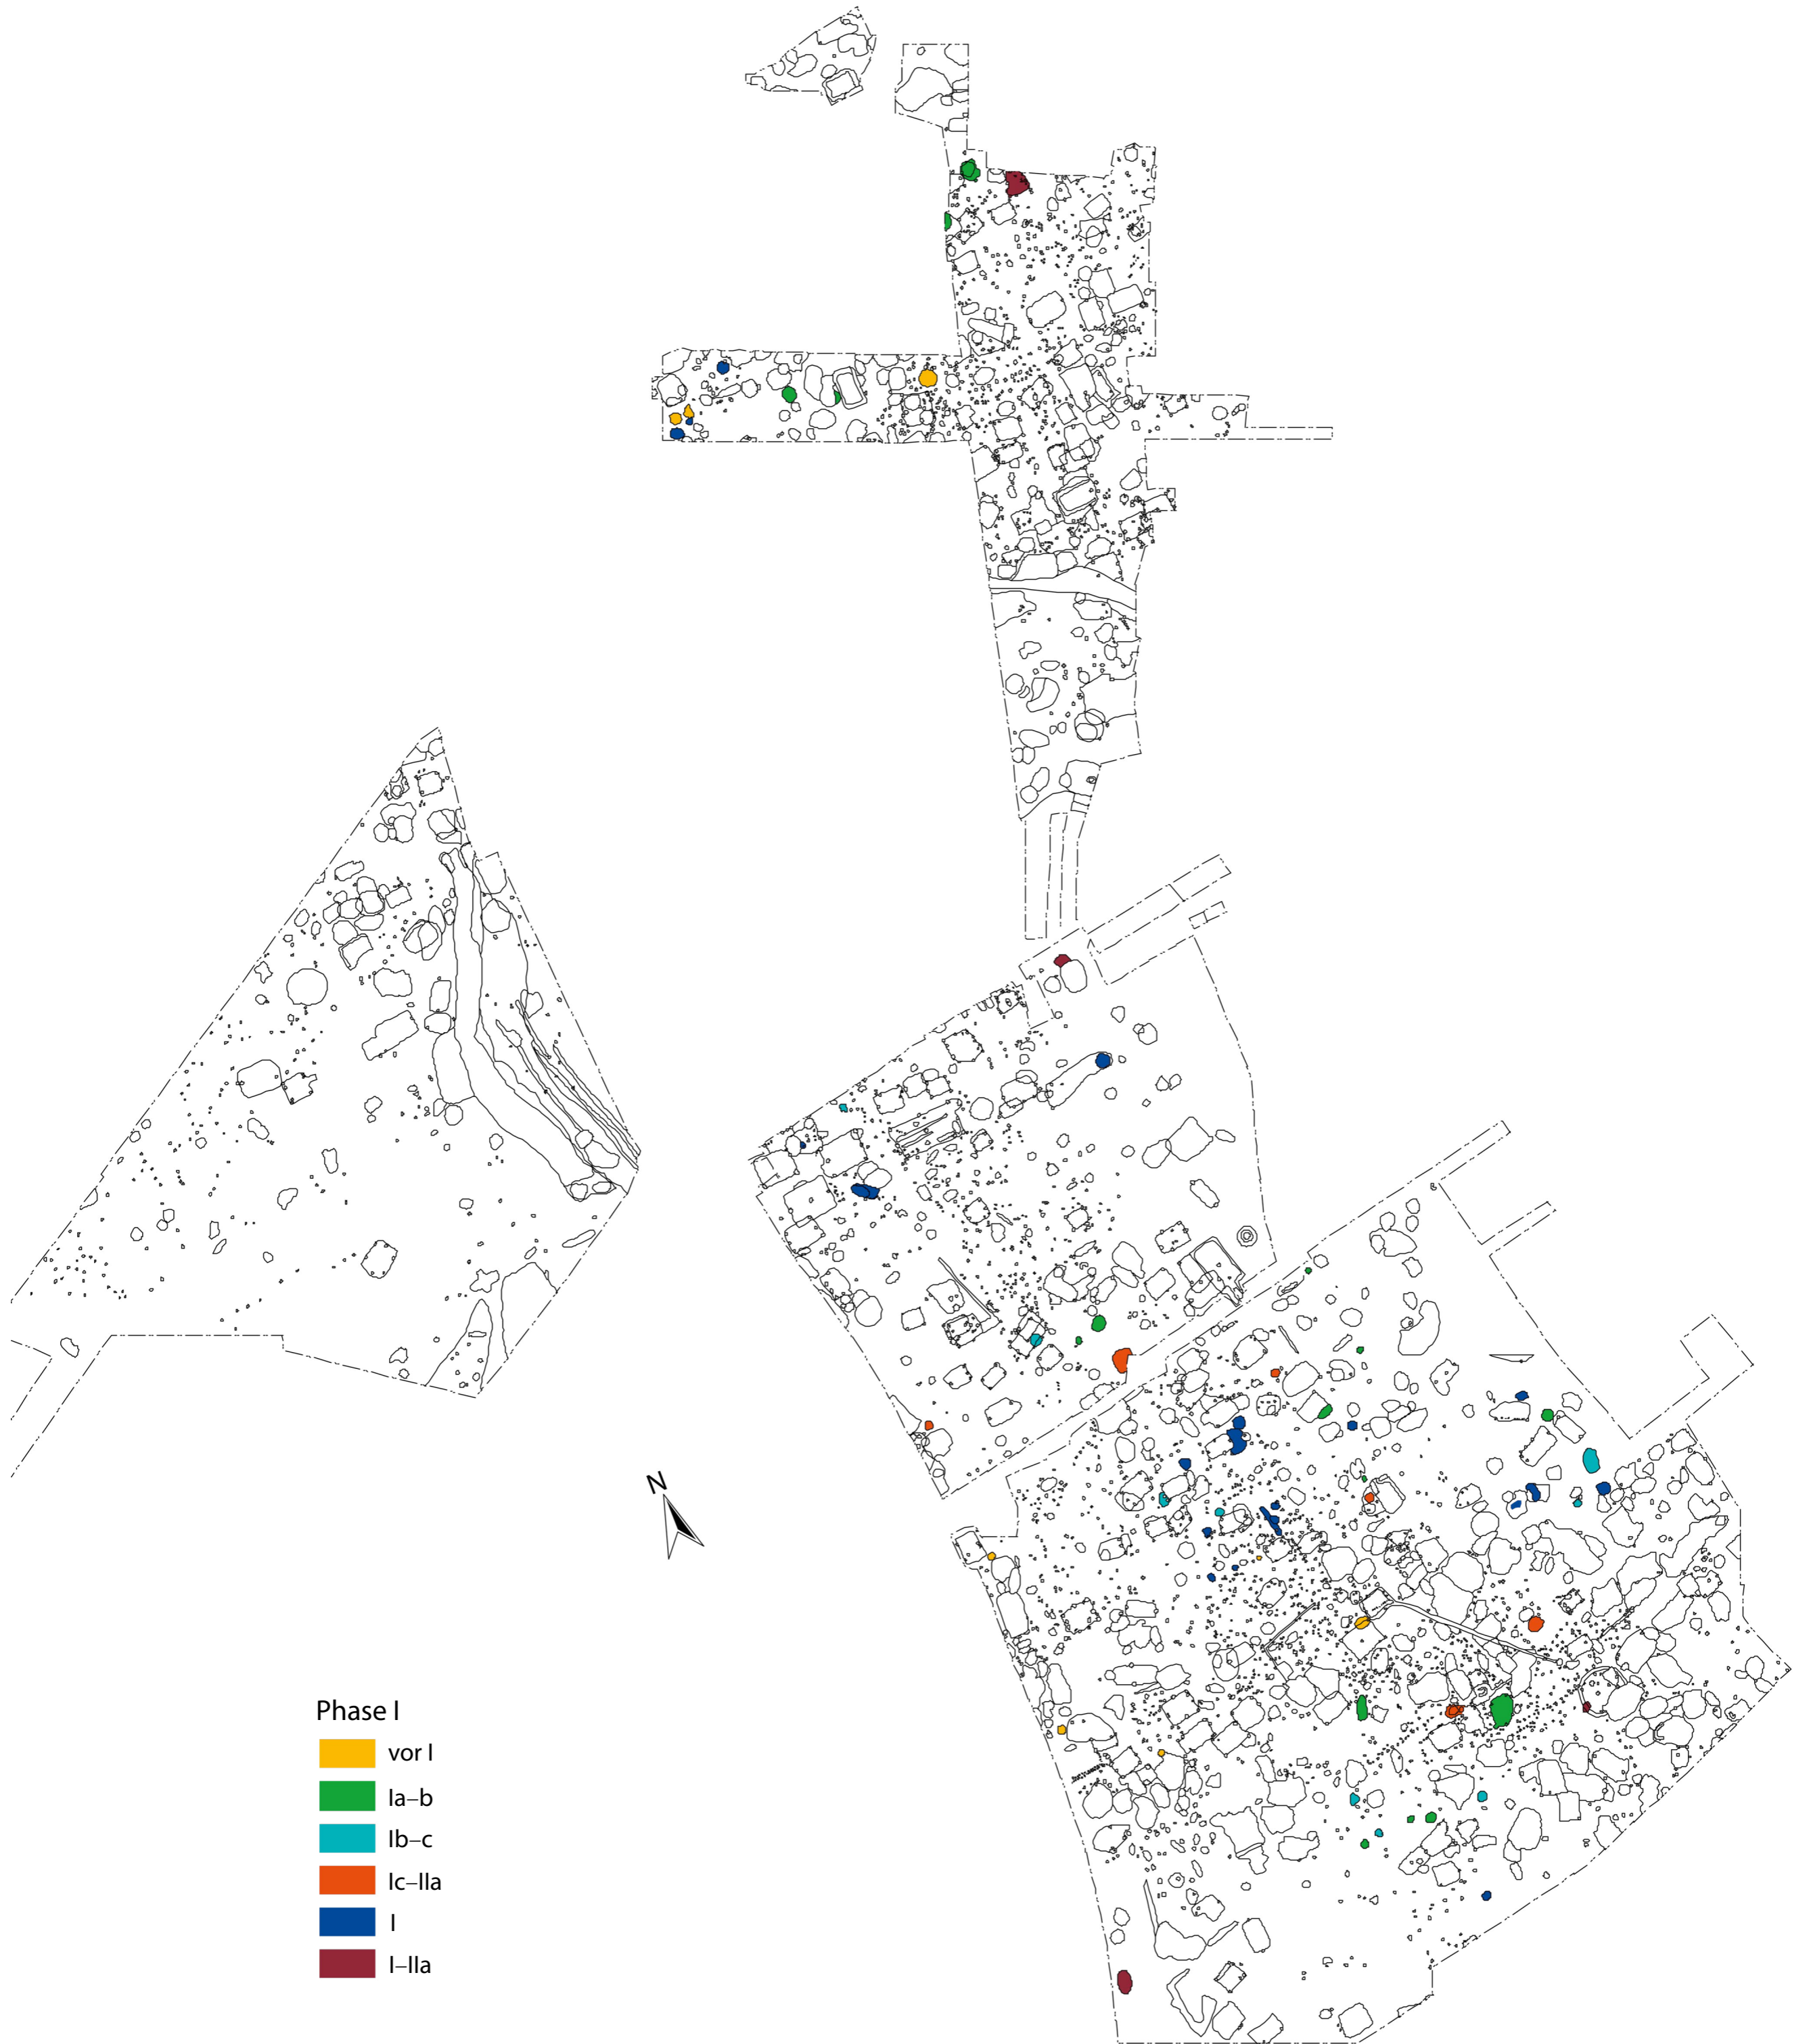 N
Phase I
vor I
Ia–b
Ib–c
Ic–IIa
I
I–IIa